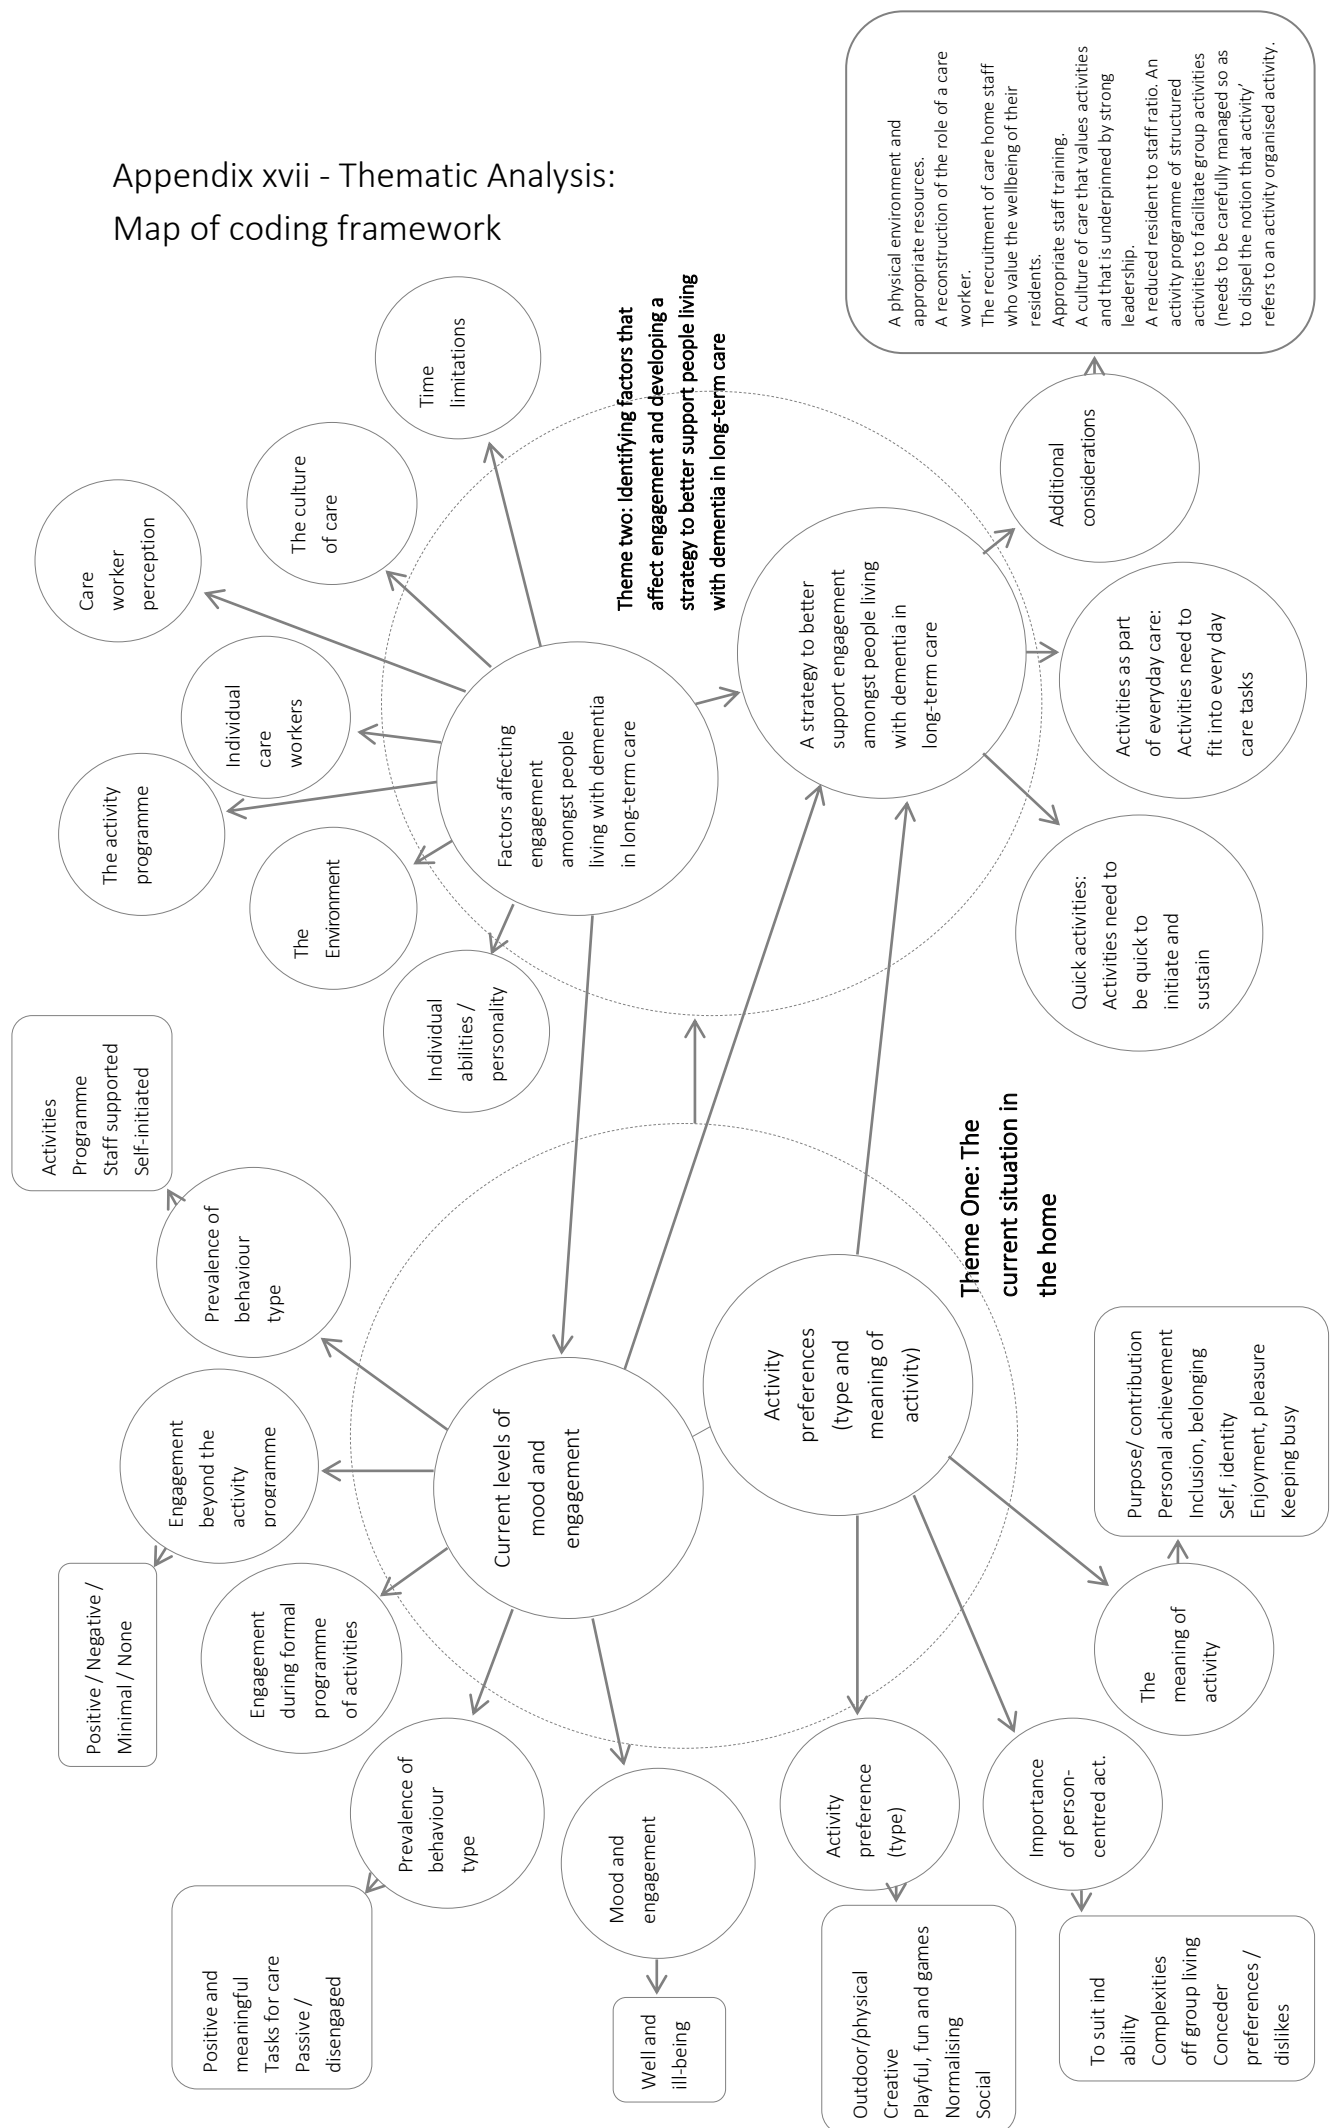 Appendix xvii - Thematic Analysis:
Map of coding framework
Positive and
meaningful
Tasks for care
Passive /
disengaged
Positive / Negative /
Minimal / None
Activities
Programme
Staff supported
Self-initiated
Prevalence of
behaviour
type
Engagement
during formal
programme
of activities
Engagement
beyond the
activity
programme
Prevalence of
behaviour
type
Mood and
engagement
Well and
ill-being
Current levels of
mood and
engagement
Activity
preferences
(type and
meaning of
activity)
Theme One: The
current situation in
the home
Activity
preference
(type)
Outdoor/physical
Creative
Playful, fun and games
Normalising
Social
Importance
of person-
centred act.
To suit ind
ability
Complexities
off group living
Conceder
preferences /
dislikes
The
meaning of
activity
Purpose/ contribution
Personal achievement
Inclusion, belonging
Self, identity
Enjoyment, pleasure
Keeping busy
Individual
abilities /
personality
The
Environment
The activity
programme
Individual
care
workers
Care
worker
perception
The culture
of care
Time
limitations
Factors affecting
engagement
amongst people
living with dementia
in long-term care
Theme two: Identifying factors that
affect engagement and developing a
strategy to better support people living
with dementia in long-term care
A strategy to better
support engagement
amongst people living
with dementia in
long-term care
Quick activities:
Activities need to
be quick to
initiate and
sustain
Activities as part
of everyday care:
Activities need to
fit into every day
care tasks
Additional
considerations
A physical environment and
appropriate resources.
A reconstruction of the role of a care
worker.
The recruitment of care home staff
who value the wellbeing of their
residents.
Appropriate staff training.
A culture of care that values activities
and that is underpinned by strong
leadership.
A reduced resident to staff ratio. An
activity programme of structured
activities to facilitate group activities
(needs to be carefully managed so as
to dispel the notion that activity’
refers to an activity organised activity.